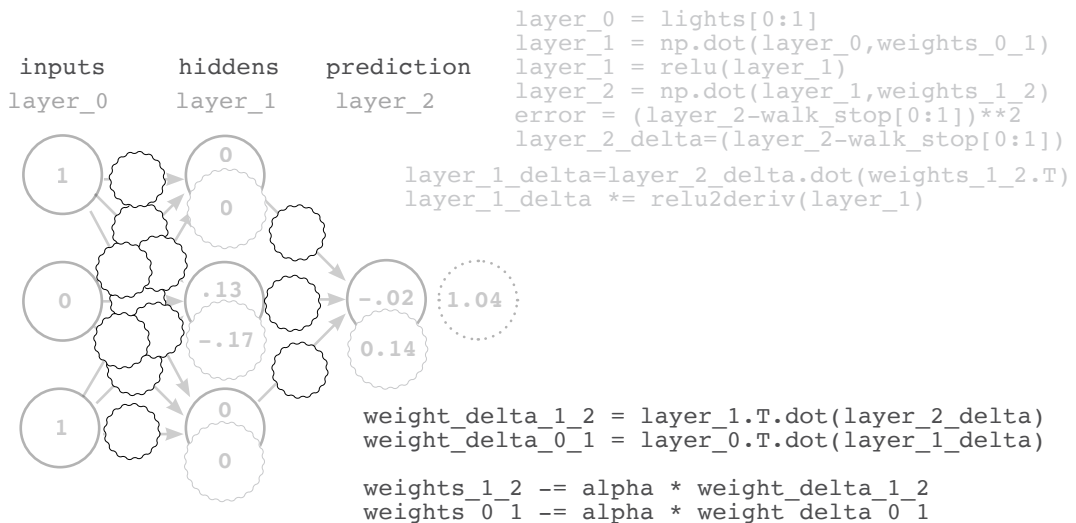 layer_0 = lights[0:1]
layer_1 = np.dot(layer_0,weights_0_1)
layer_1 = relu(layer_1)
layer_2 = np.dot(layer_1,weights_1_2)
error = (layer_2-walk_stop[0:1])**2
layer_2_delta=(layer_2-walk_stop[0:1])
layer_1_delta=layer_2_delta.dot(weights_1_2.T)
layer_1_delta *= relu2deriv(layer_1)
inputs hiddens prediction
layer_0 layer_1 layer_2
1 0
0
0 .13 -.02 1.04
-.17 0.14
1 0
0
weight_delta_1_2 = layer_1.T.dot(layer_2_delta)
weight_delta_0_1 = layer_0.T.dot(layer_1_delta)
weights_1_2 -= alpha * weight_delta_1_2
weights_0_1 -= alpha * weight_delta_0_1